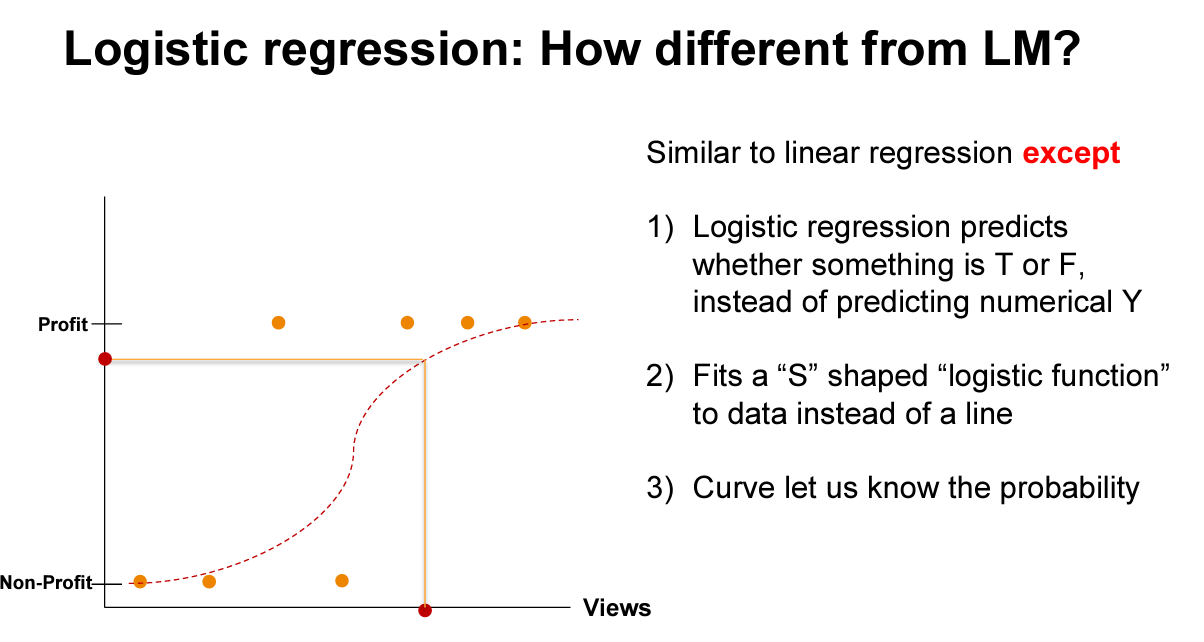 Logistic regression: How different from LM?
Similar to linear regression except
1) Logistic regression predicts
whether something is T or F,
instead of predicting numerical Y
2) Fits a “S” shaped “logistic function”
to data instead of a line
3) Curve let us know the probability
Profit
Non-Profit
Views